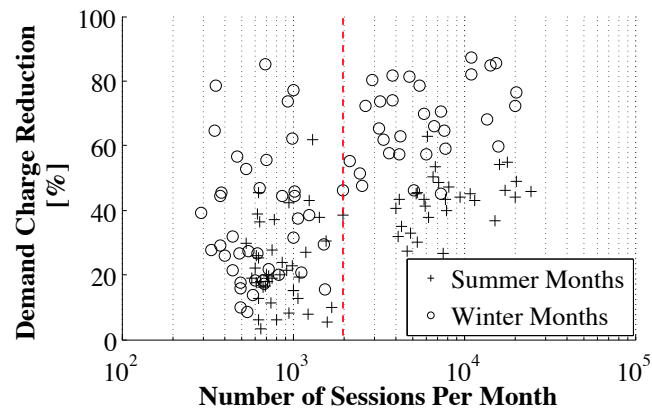 100
80
60
40
20
0
Demand Charge Reduction
[%]
+ Summer Months
○ Winter Months
10^2 10^3 10^4 10^5
Number of Sessions Per Month